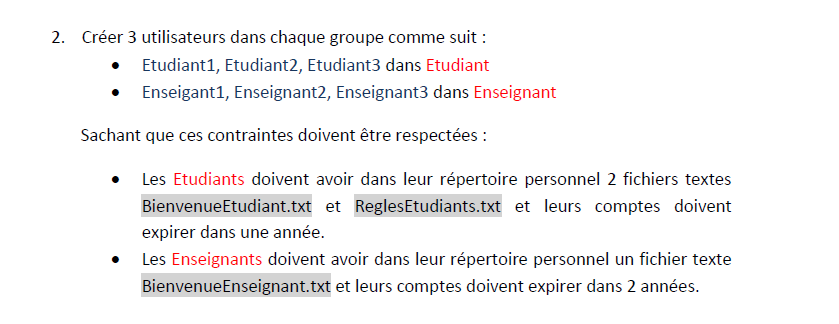 2. Créer 3 utilisateurs dans chaque groupe comme suit :
• Etudiant1, Etudiant2, Etudiant3 dans Etudiant
• Enseigant1, Enseignant2, Enseignant3 dans Enseignant
Sachant que ces contraintes doivent être respectées :
• Les Etudiants doivent avoir dans leur répertoire personnel 2 fichiers textes
BienvenueEtudiant.txt et ReglesEtudiants.txt et leurs comptes doivent
expirer dans une année.
• Les Enseignants doivent avoir dans leur répertoire personnel un fichier texte
BienvenueEnseignant.txt et leurs comptes doivent expirer dans 2 années.